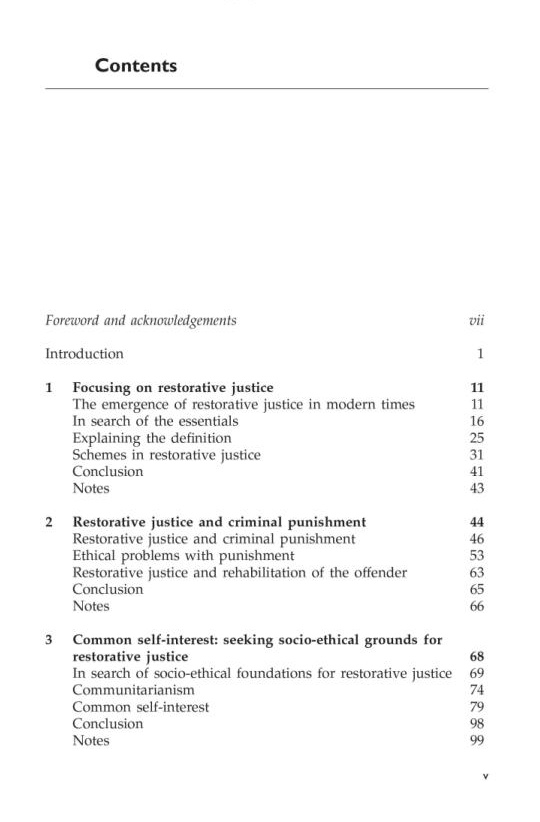 Contents
Foreword and acknowledgements vii
Introduction 1
1 Focusing on restorative justice 11
The emergence of restorative justice in modern times 11
In search of the essentials 16
Explaining the definition 25
Schemes in restorative justice 31
Conclusion 41
Notes 43
2 Restorative justice and criminal punishment 44
Restorative justice and criminal punishment 46
Ethical problems with punishment 53
Restorative justice and rehabilitation of the offender 63
Conclusion 65
Notes 66
3 Common self-interest: seeking socio-ethical grounds for
restorative justice 68
In search of socio-ethical foundations for restorative justice 69
Communitarianism 74
Common self-interest 79
Conclusion 98
Notes 99
v